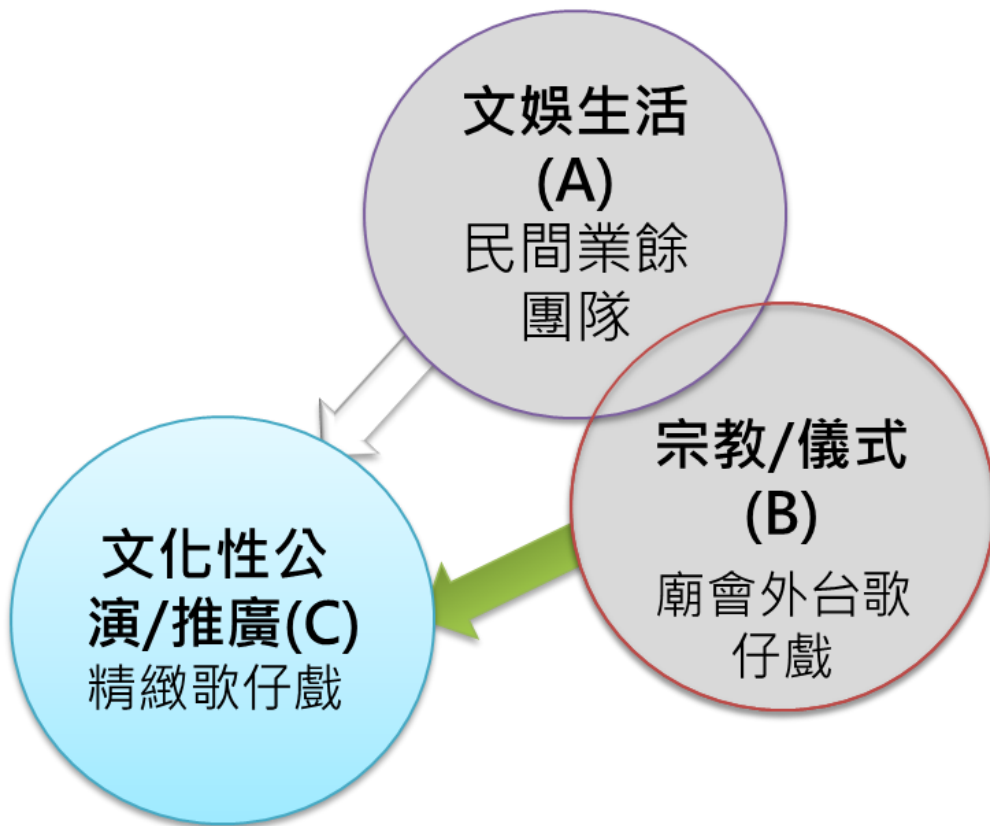 文娛生活
(A)
民間業餘
團隊
宗教/儀式
(B)
廟會外台歌
仔戲
文化性公
演/推廣(C)
精緻歌仔戲